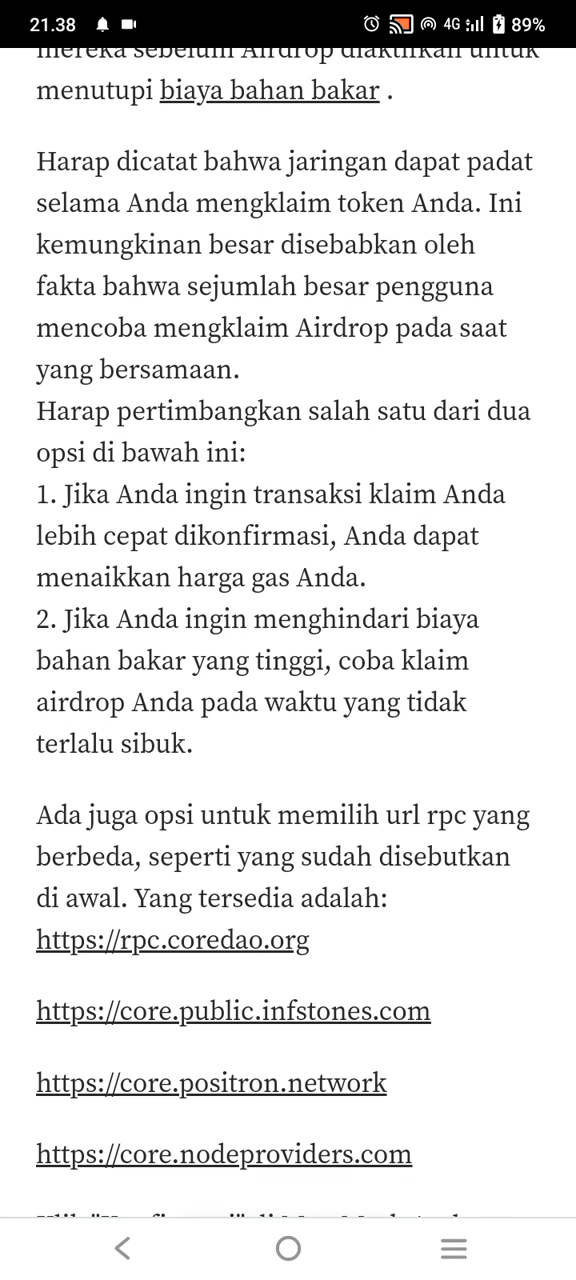 21.38
4G
89%
mereka sebelum Airdrop diaktifkan untuk
menutupi biaya bahan bakar .
Harap dicatat bahwa jaringan dapat padat
selama Anda mengklaim token Anda. Ini
kemungkinan besar disebabkan oleh
fakta bahwa sejumlah besar pengguna
mencoba mengklaim Airdrop pada saat
yang bersamaan.
Harap pertimbangkan salah satu dari dua
opsi di bawah ini:
1. Jika Anda ingin transaksi klaim Anda
lebih cepat dikonfirmasi, Anda dapat
menaikkan harga gas Anda.
2. Jika Anda ingin menghindari biaya
bahan bakar yang tinggi, coba klaim
airdrop Anda pada waktu yang tidak
terlalu sibuk.
Ada juga opsi untuk memilih url rpc yang
berbeda, seperti yang sudah disebutkan
di awal. Yang tersedia adalah:
https://rpc.coredao.org
https://core.public.infstones.com
https://core.positron.network
https://core.nodeproviders.com